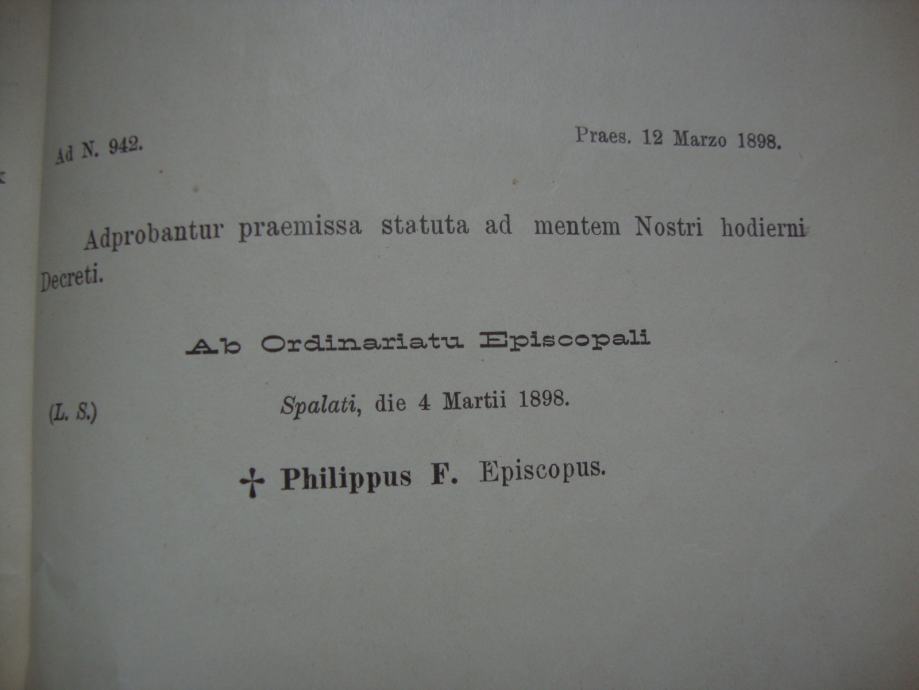 Ad N. 942. Praes. 12 Marzo 1898.
Adprobantur praemissa statuta ad mentem Nostri hodierni
Decreti.
Ab Ordinariatu Episcopali
(L. S.) Spalati, die 4 Martii 1898.
✝ Philippus F. Episcopus.